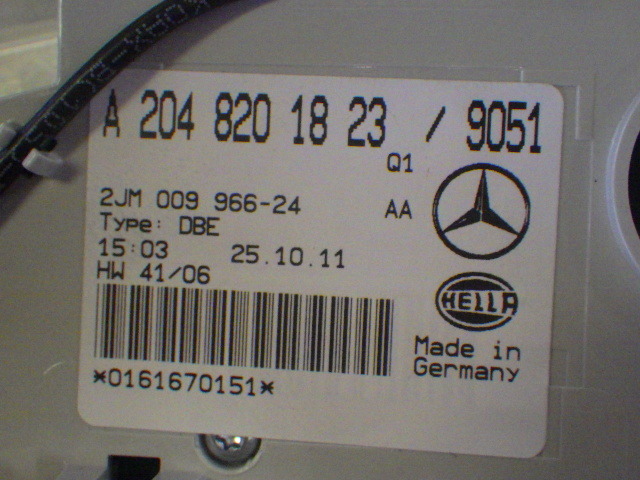 A 204 820 18 23 / 9051
Q1
2JM 009 966-24 AA
Type: DBE
15:03 25.10.11
HW 41/06
HELLA
*0161670151*
Made in
Germany